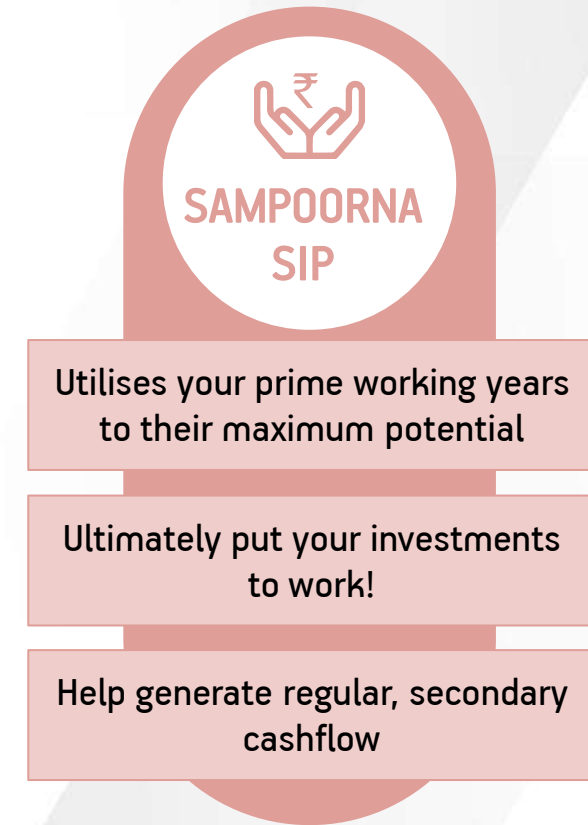 ₹
SAMPOORNA
SIP
Utilises your prime working years
to their maximum potential
Ultimately put your investments
to work!
Help generate regular, secondary
cashflow